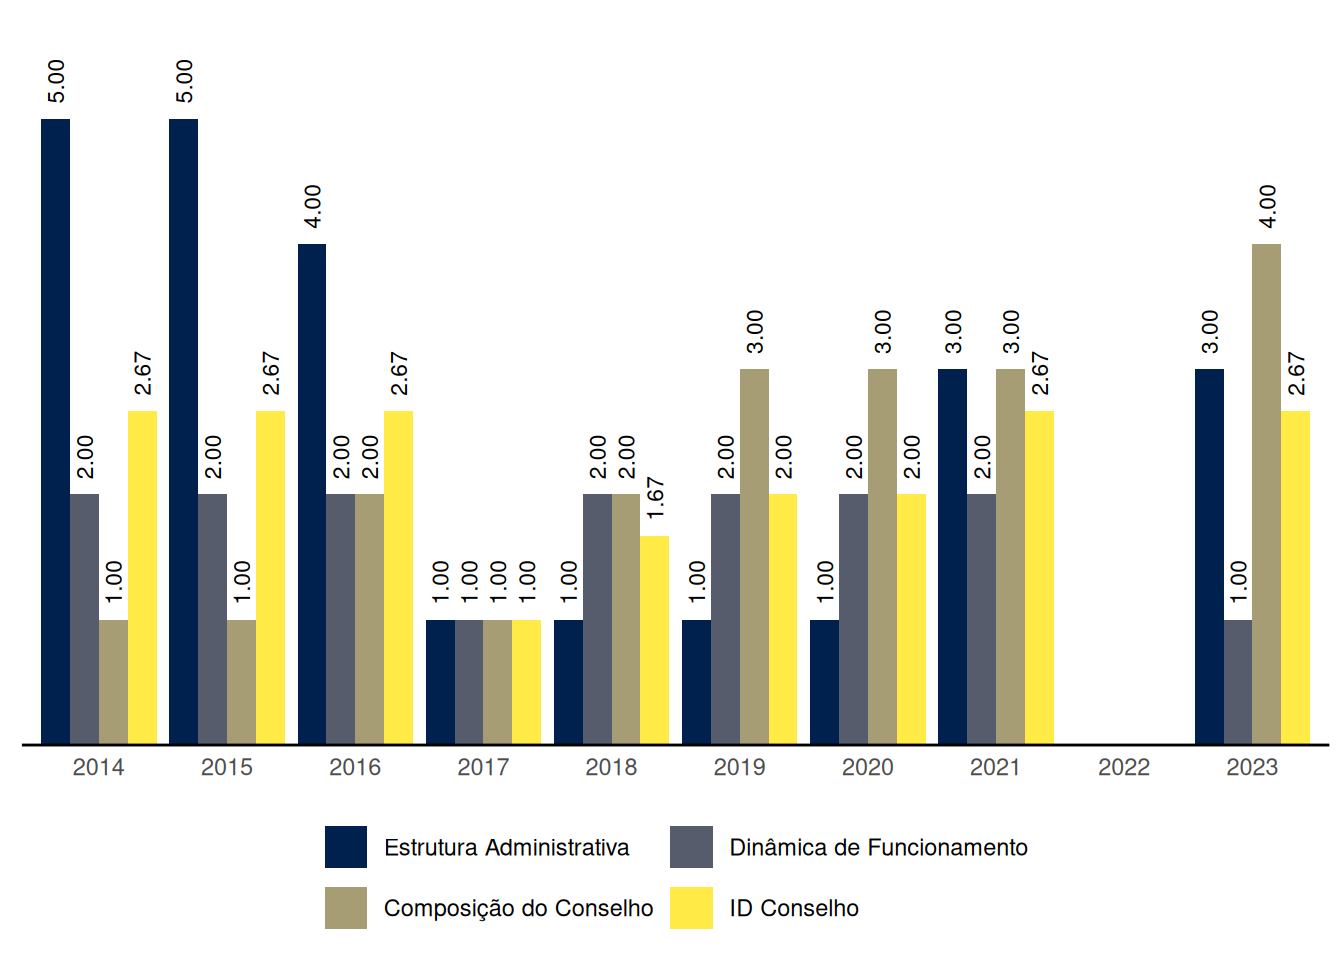 5.00 2.00 1.00 2.67
5.00 2.00 1.00 2.67
4.00 2.00 2.00 2.67
1.00 1.00 1.00 1.00
1.00 2.00 2.00 1.67
1.00 2.00 3.00 2.00
1.00 2.00 3.00 2.00
3.00 2.00 3.00 2.67
3.00 1.00 4.00 2.67
2014 2015 2016 2017 2018 2019 2020 2021 2022 2023
Estrutura Administrativa Dinâmica de Funcionamento
Composição do Conselho ID Conselho